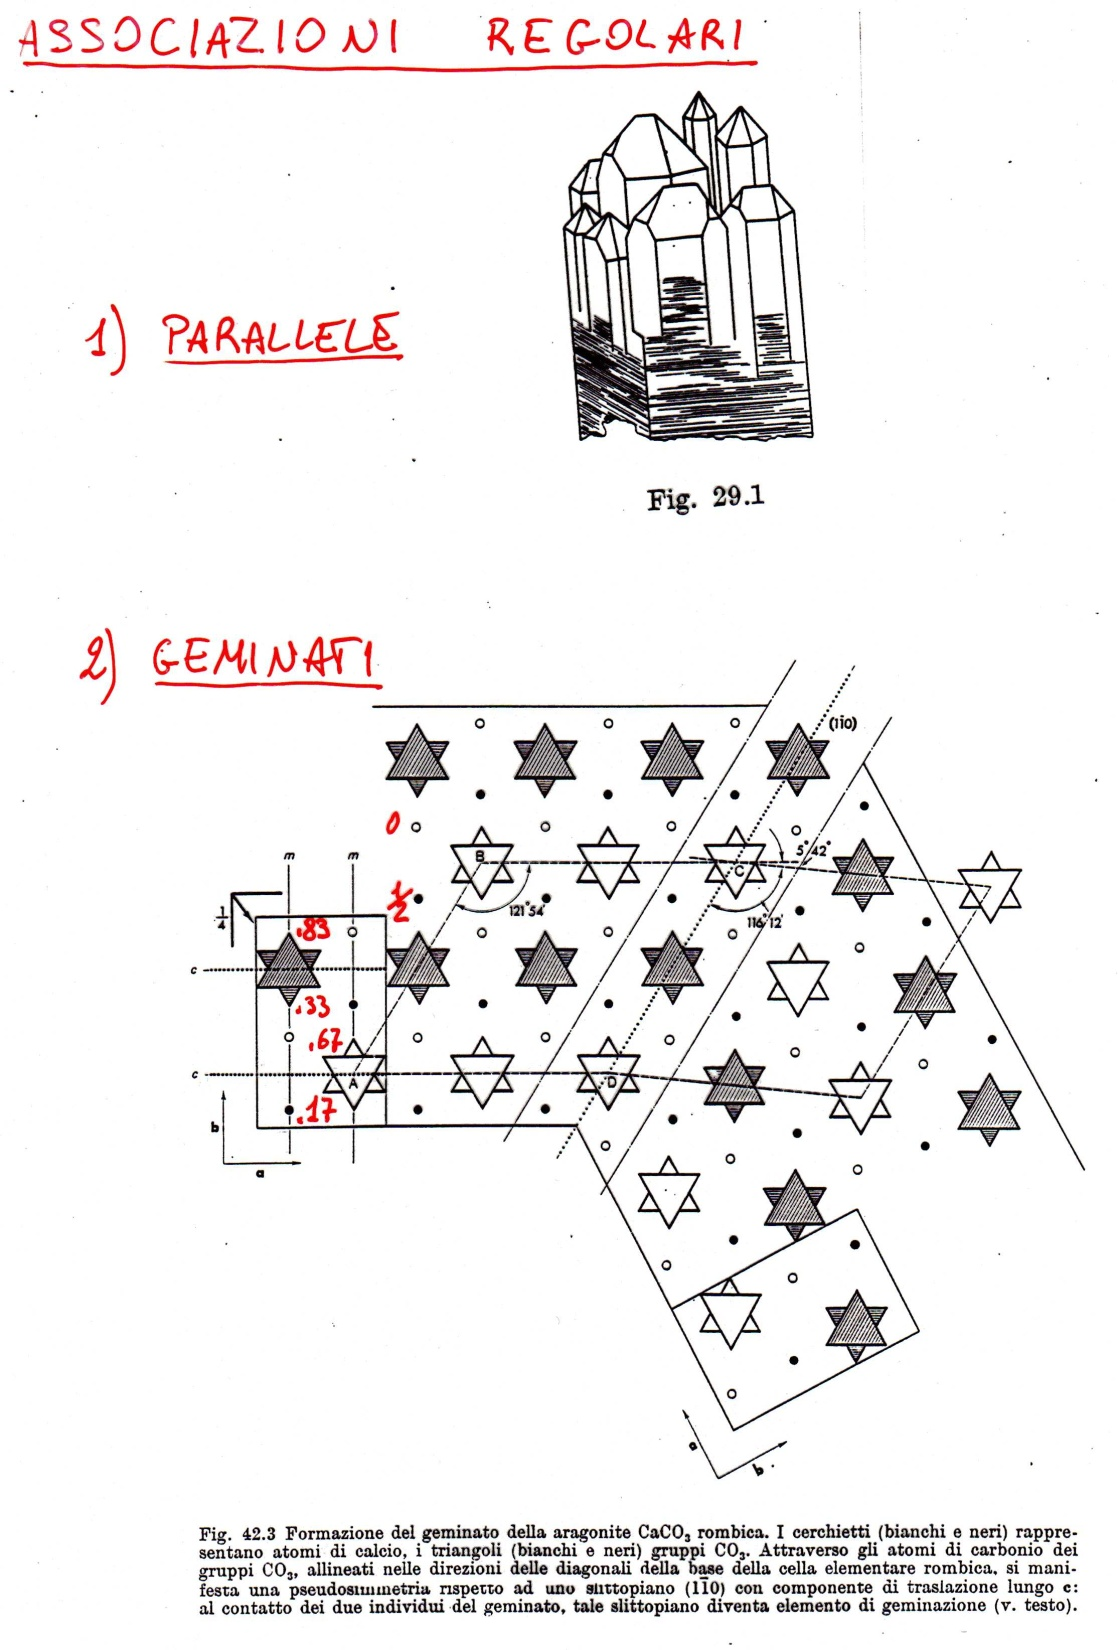 ASSOCIAZIONI REGOLARI
1) PARALLELE
Fig. 29.1
2) GEMINATI
(11̄0)
0
B
C
5°42'
1/2
121°54'
116°12'
m m
1/4
.83
c
.33
.67
c
A
D
.17
b
a
a
b.
Fig. 42.3 Formazione del geminato della aragonite CaCO₃ rombica. I cerchietti (bianchi e neri) rappre-
sentano atomi di calcio, i triangoli (bianchi e neri) gruppi CO₃. Attraverso gli atomi di carbonio dei
gruppi CO₃, allineati nelle direzioni delle diagonali della base della cella elementare rombica, si mani-
festa una pseudosimmetria rispetto ad uno slittopiano (11̄0) con componente di traslazione lungo c:
al contatto dei due individui del geminato, tale slittopiano diventa elemento di geminazione (v. testo).